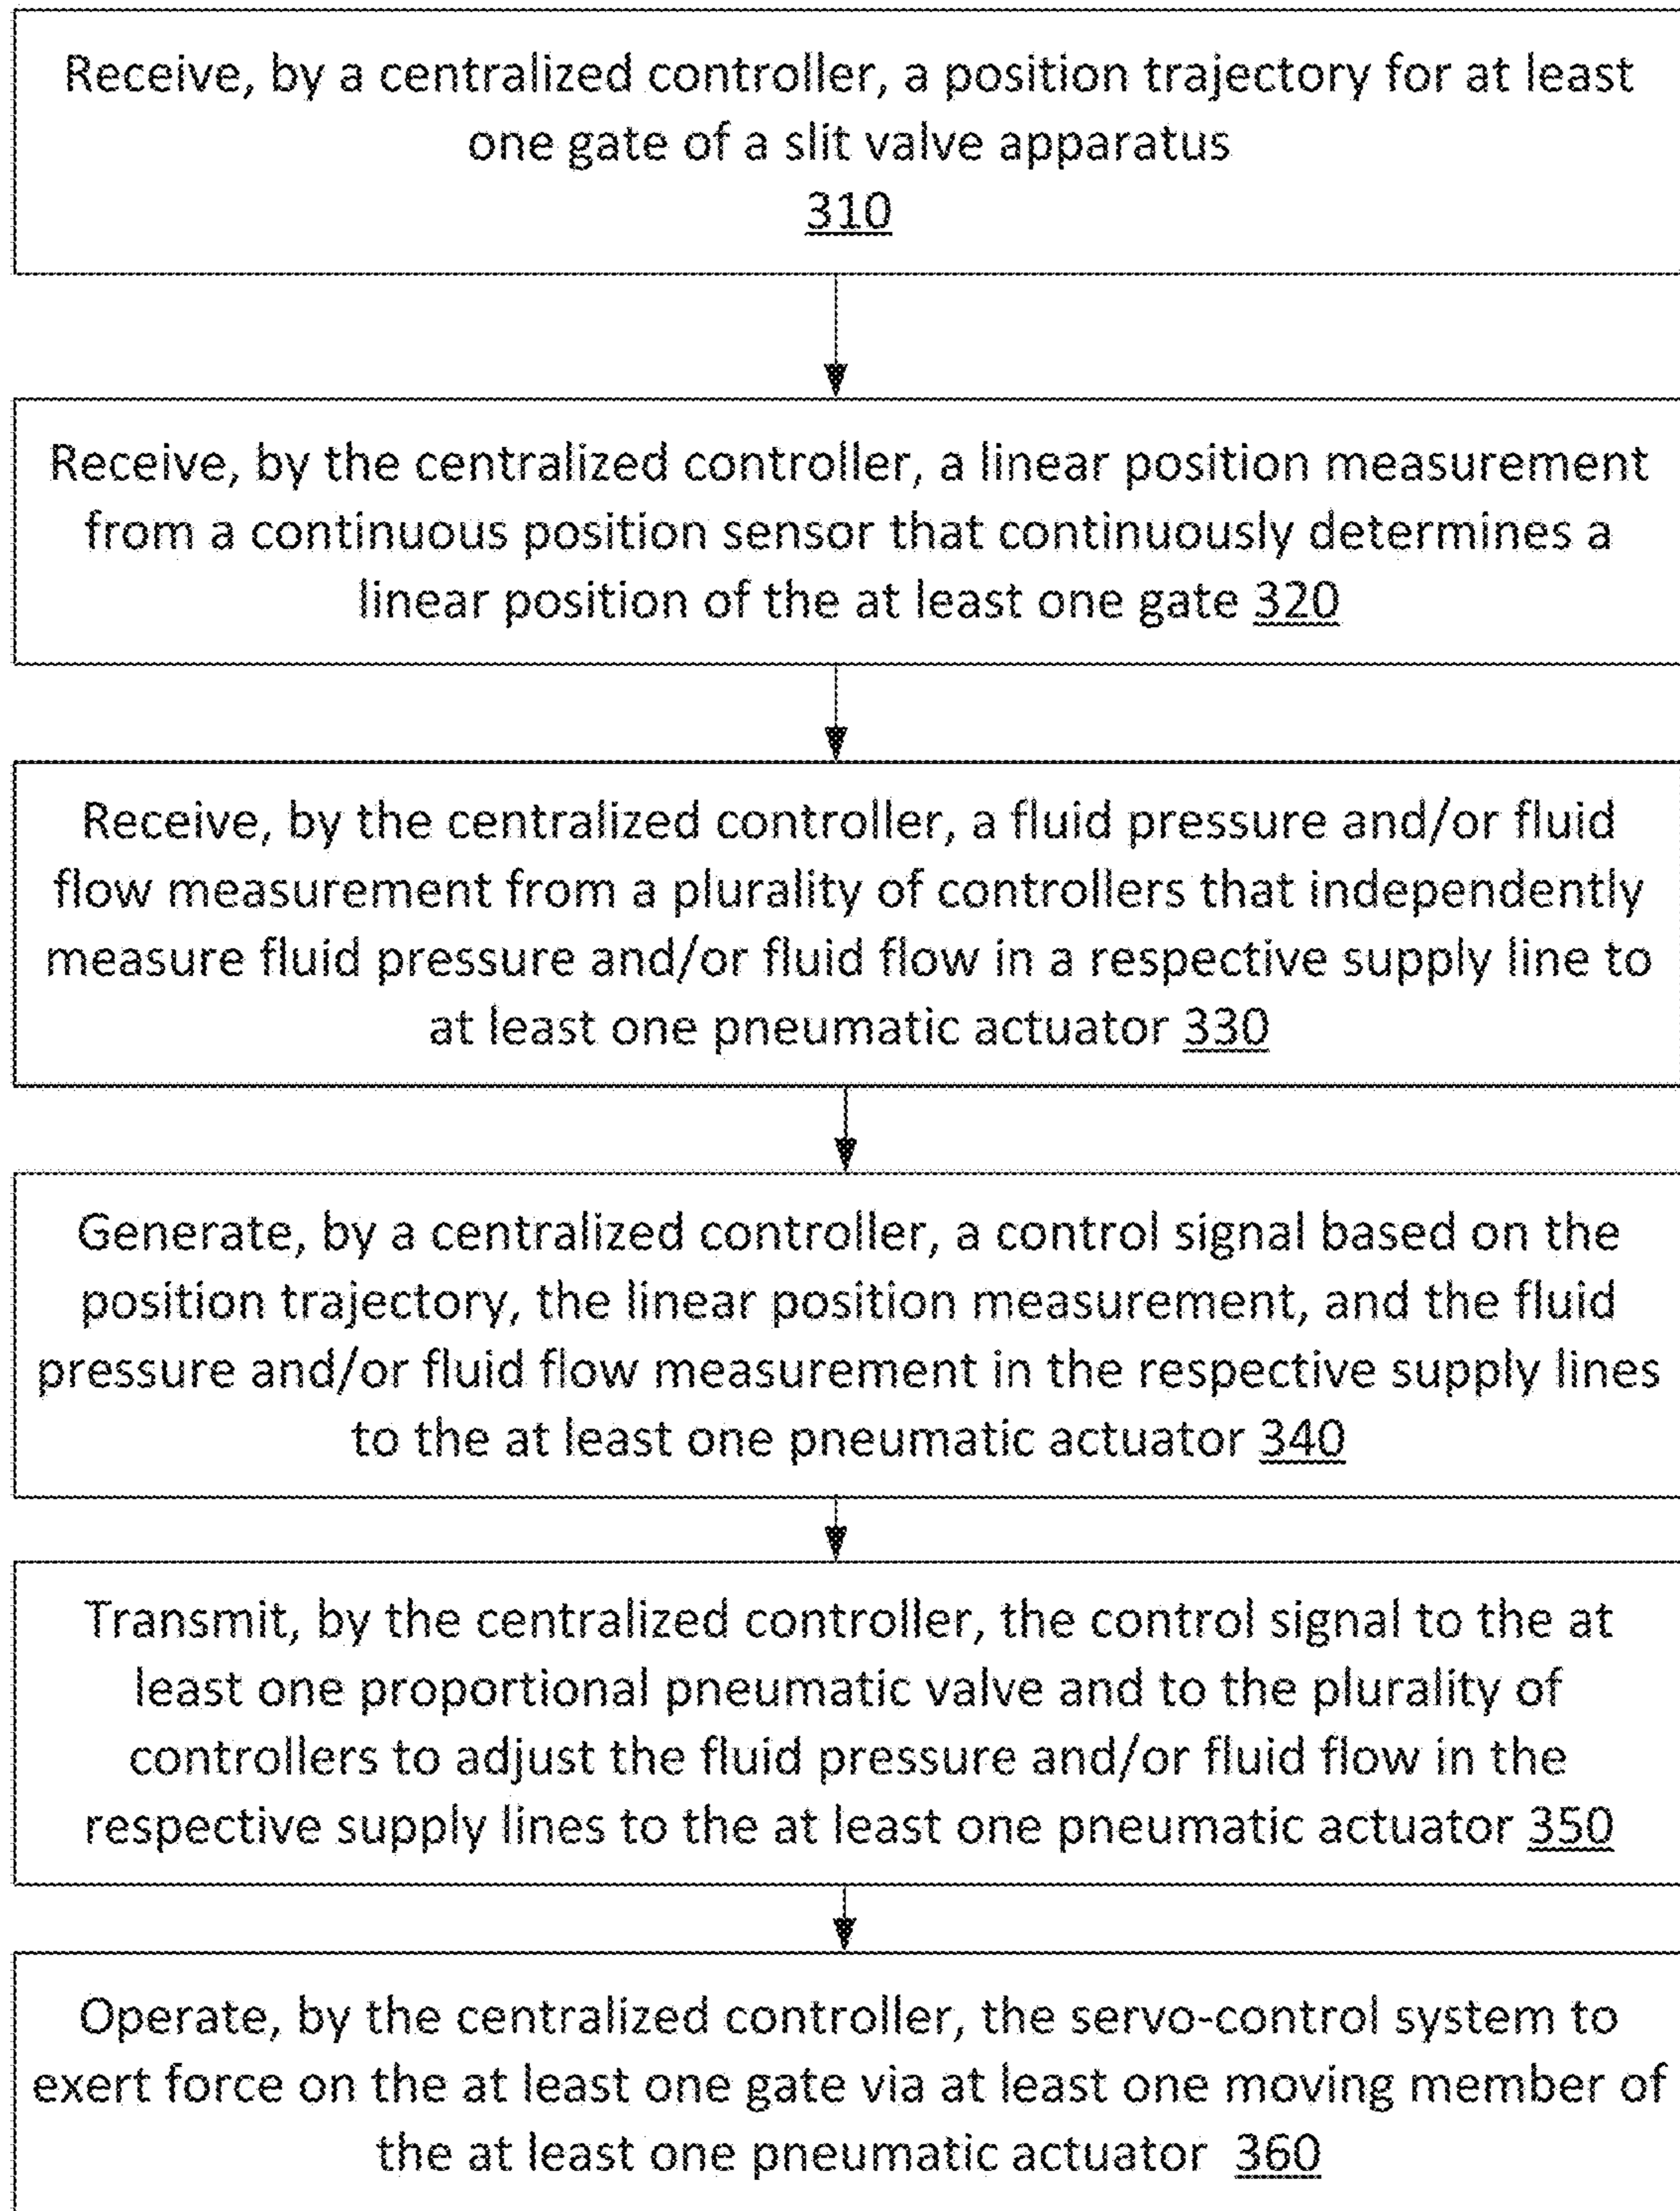 Receive, by a centralized controller, a position trajectory for at least
one gate of a slit valve apparatus
310
Receive, by the centralized controller, a linear position measurement
from a continuous position sensor that continuously determines a
linear position of the at least one gate 320
Receive, by the centralized controller, a fluid pressure and/or fluid
flow measurement from a plurality of controllers that independently
measure fluid pressure and/or fluid flow in a respective supply line to
at least one pneumatic actuator 330
Generate, by a centralized controller, a control signal based on the
position trajectory, the linear position measurement, and the fluid
pressure and/or fluid flow measurement in the respective supply lines
to the at least one pneumatic actuator 340
Transmit, by the centralized controller, the control signal to the at
least one proportional pneumatic valve and to the plurality of
controllers to adjust the fluid pressure and/or fluid flow in the
respective supply lines to the at least one pneumatic actuator 350
Operate, by the centralized controller, the servo-control system to
exert force on the at least one gate via at least one moving member of
the at least one pneumatic actuator 360